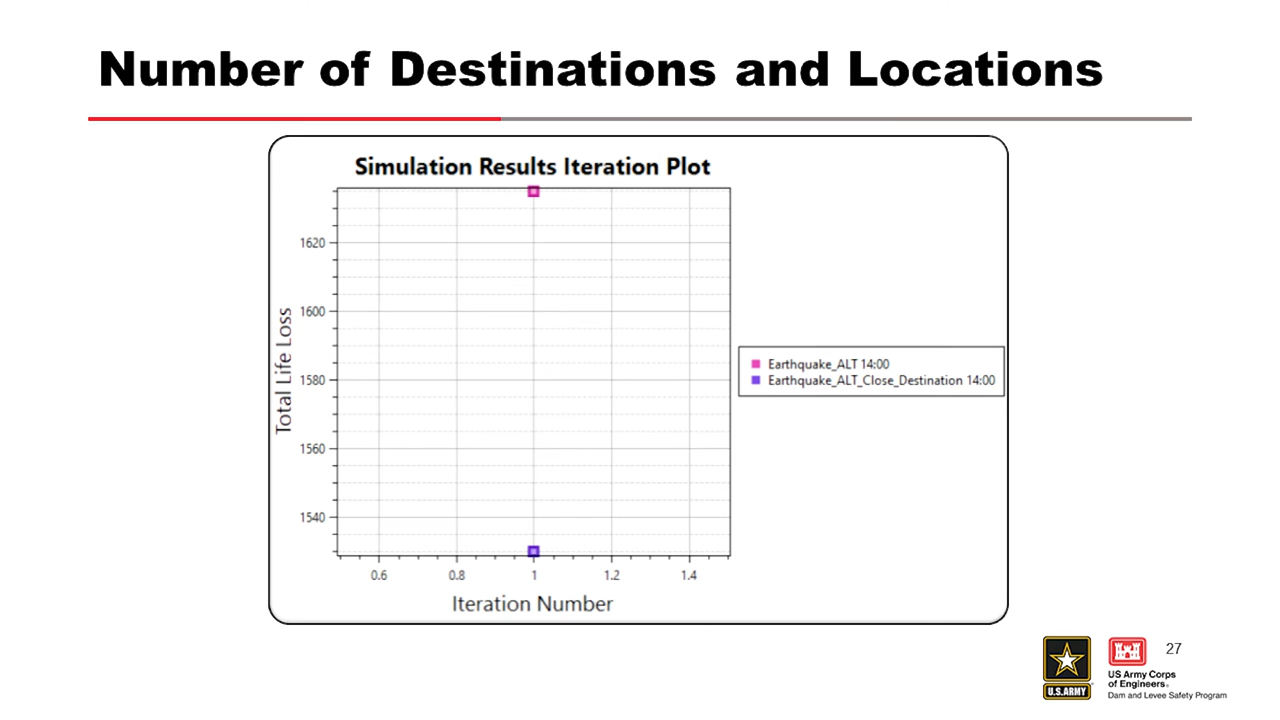 Number of Destinations and Locations
Simulation Results Iteration Plot
1620
1600
1580
1560
1540
Total Life Loss
0.6 0.8 1 1.2 1.4
Iteration Number
Earthquake_ALT 14:00
Earthquake_ALT_Close_Destination 14:00
U.S.ARMY
US Army Corps
of Engineers®
Dam and Levee Safety Program
27